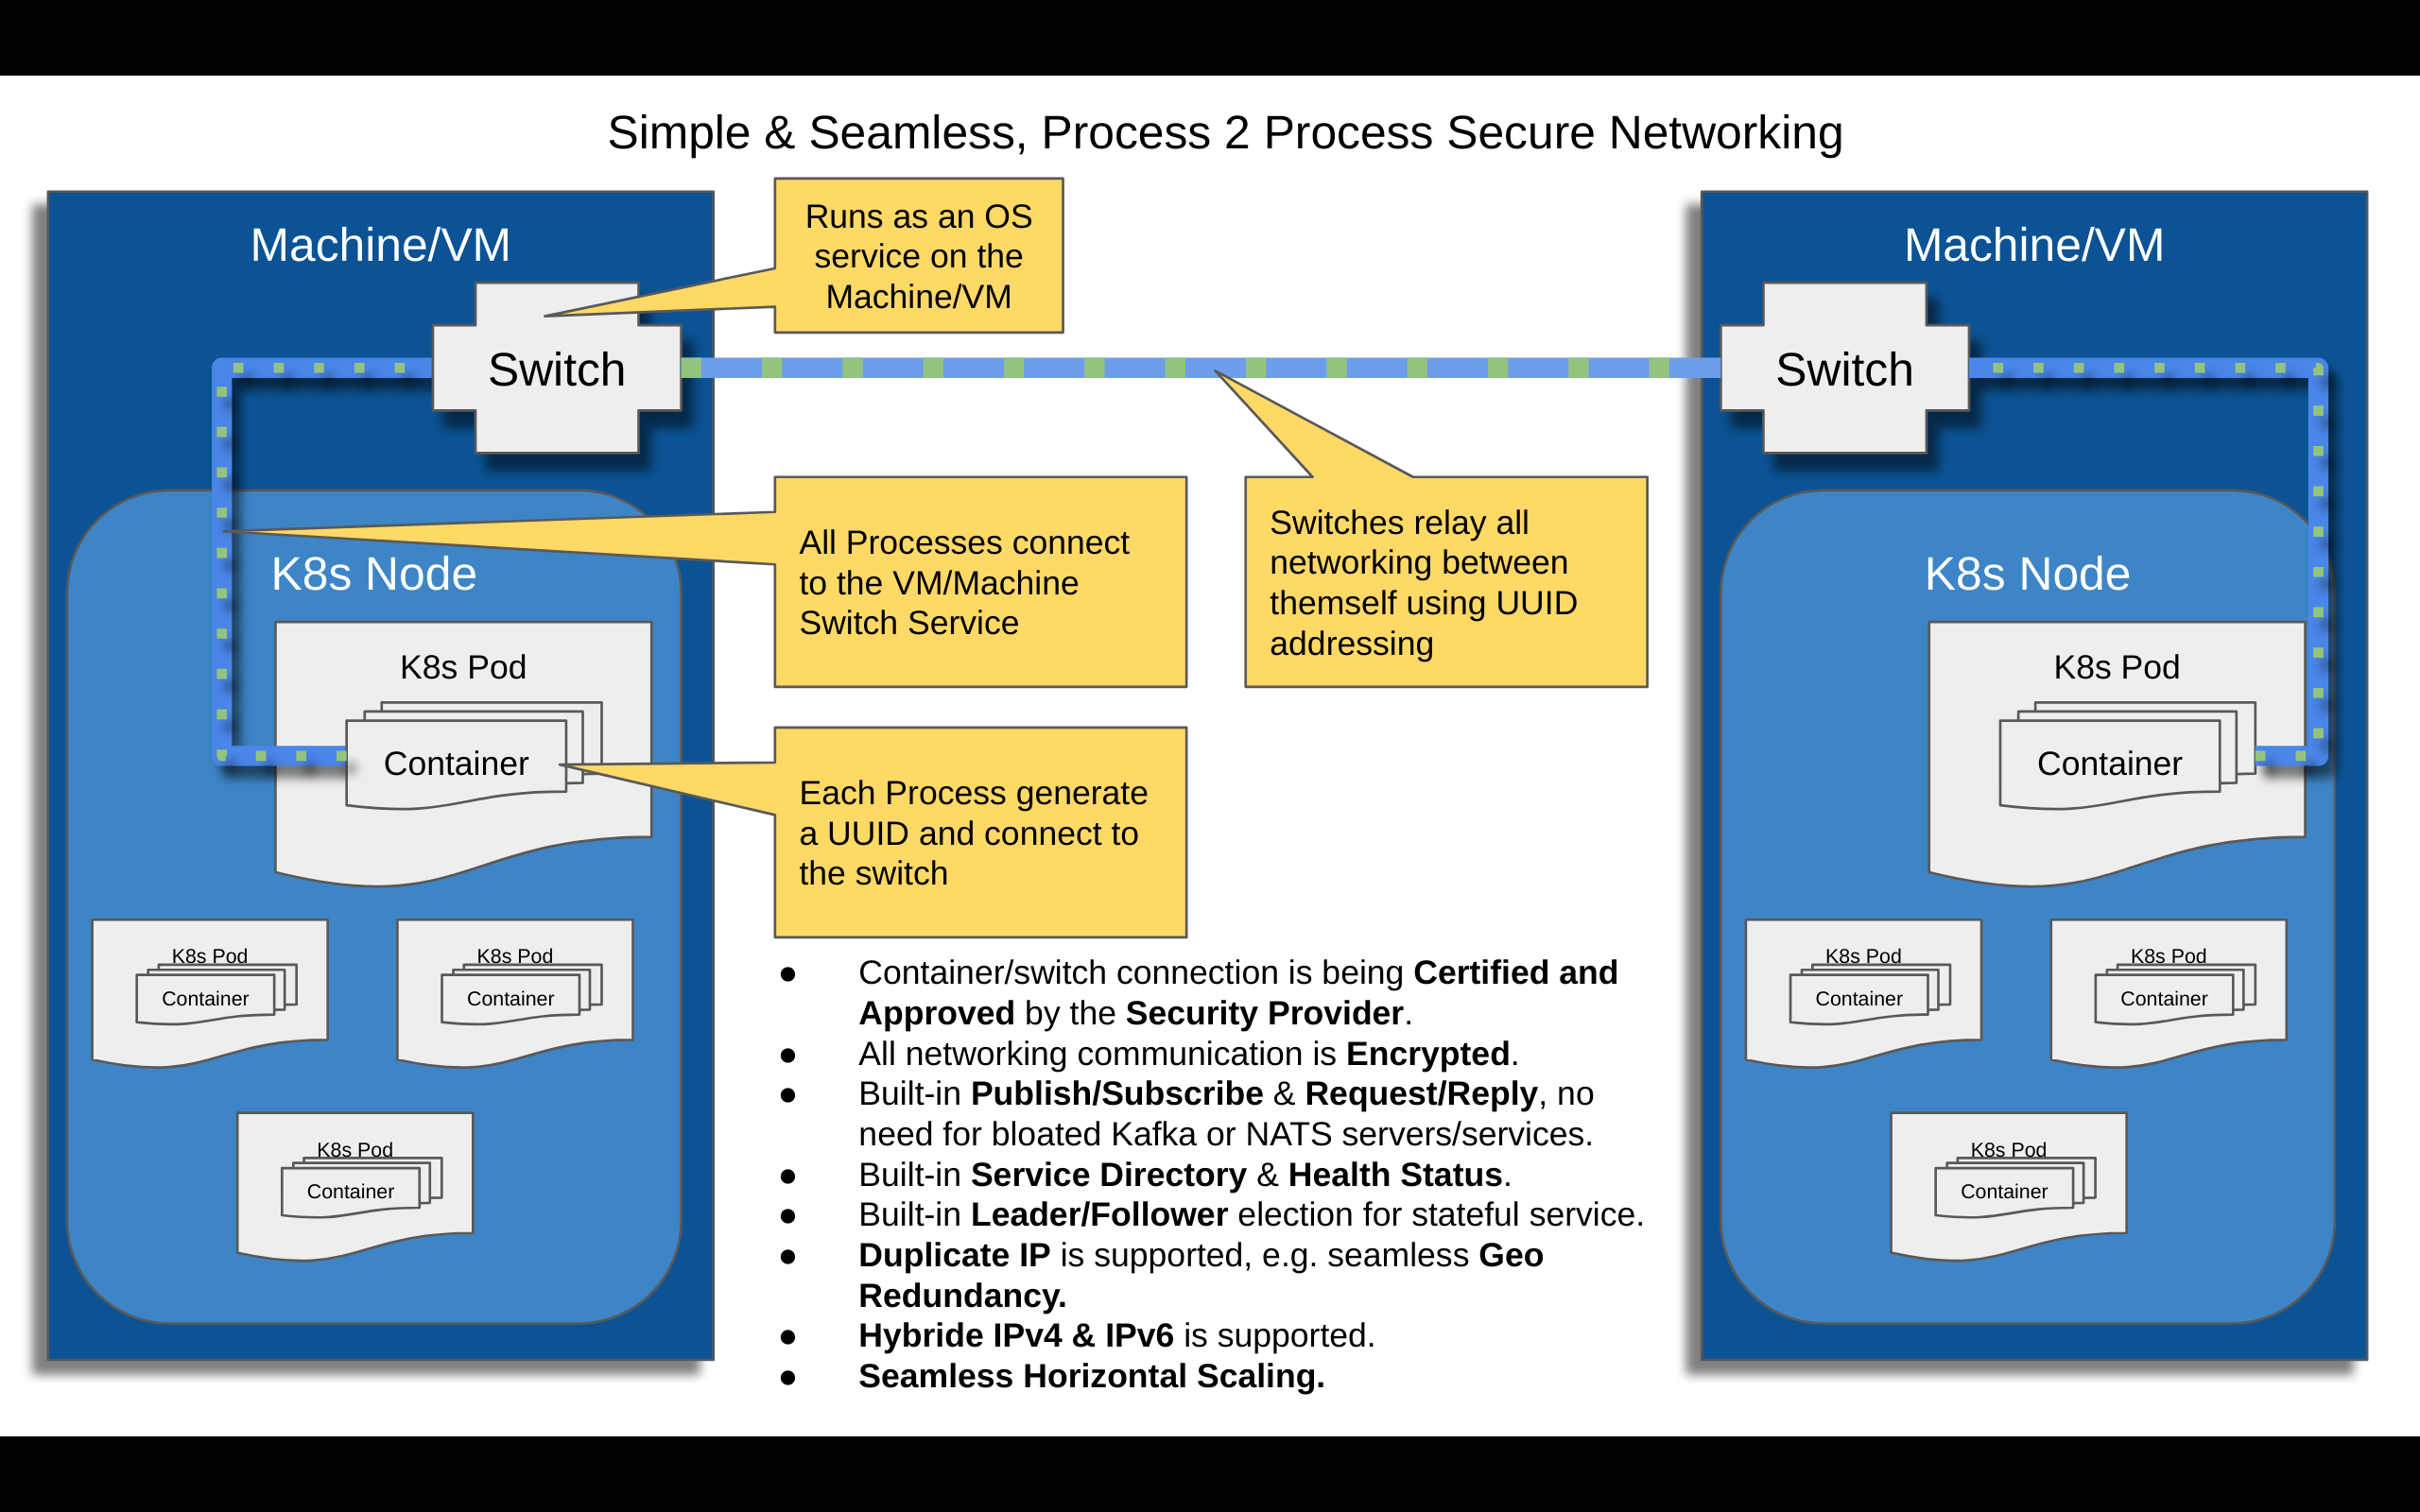 Simple & Seamless, Process 2 Process Secure Networking
Machine/VM
Runs as an OS
service on the
Machine/VM
Machine/VM
Switch
Switch
All Processes connect
to the VM/Machine
Switch Service
Switches relay all
networking between
themself using UUID
addressing
K8s Node
K8s Node
K8s Pod
Container
K8s Pod
Container
Each Process generate
a UUID and connect to
the switch
K8s Pod
Container
K8s Pod
Container
K8s Pod
Container
● Container/switch connection is being Certified and
Approved by the Security Provider.
● All networking communication is Encrypted.
● Built-in Publish/Subscribe & Request/Reply, no
need for bloated Kafka or NATS servers/services.
● Built-in Service Directory & Health Status.
● Built-in Leader/Follower election for stateful service.
● Duplicate IP is supported, e.g. seamless Geo
Redundancy.
● Hybride IPv4 & IPv6 is supported.
● Seamless Horizontal Scaling.
K8s Pod
Container
K8s Pod
Container
K8s Pod
Container